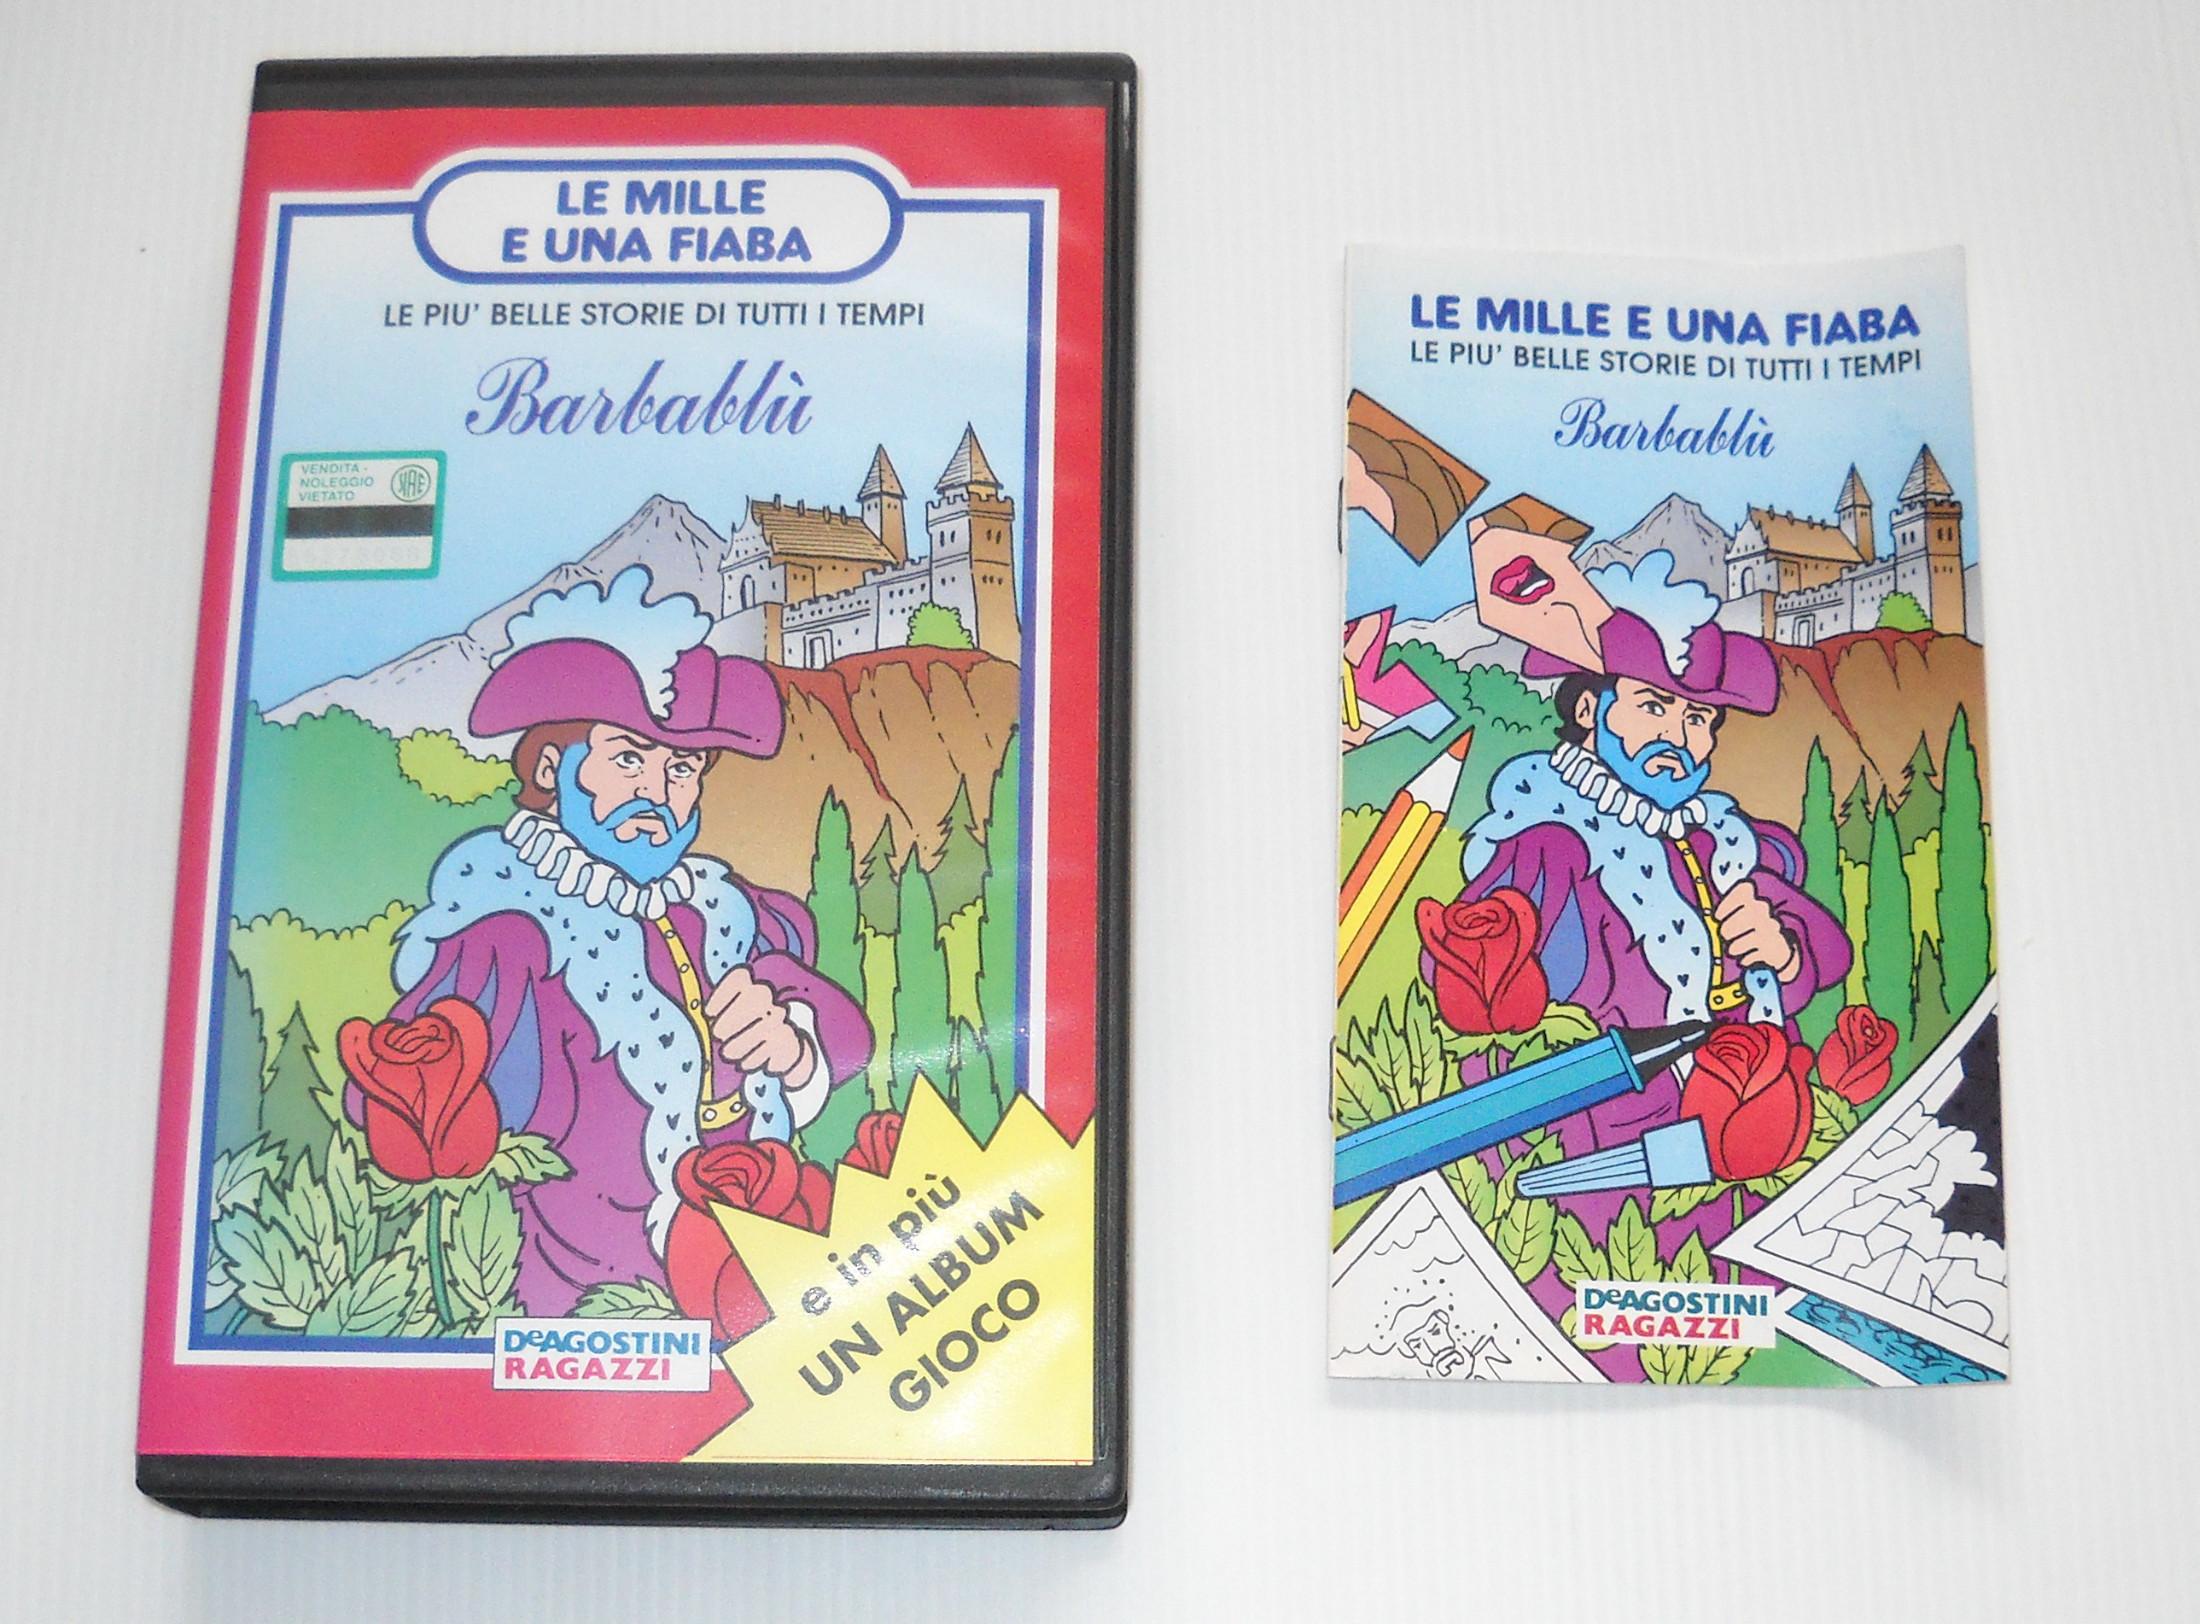 LE MILLE
E UNA FIABA
LE PIU' BELLE STORIE DI TUTTI I TEMPI
Barbablù
VENDITA -
NOLEGGIO
VIETATO
SIAE
e in più
UN ALBUM
GIOCO
DeAGOSTINI
RAGAZZI
LE MILLE E UNA FIABA
LE PIU' BELLE STORIE DI TUTTI I TEMPI
Barbablù
DeAGOSTINI
RAGAZZI